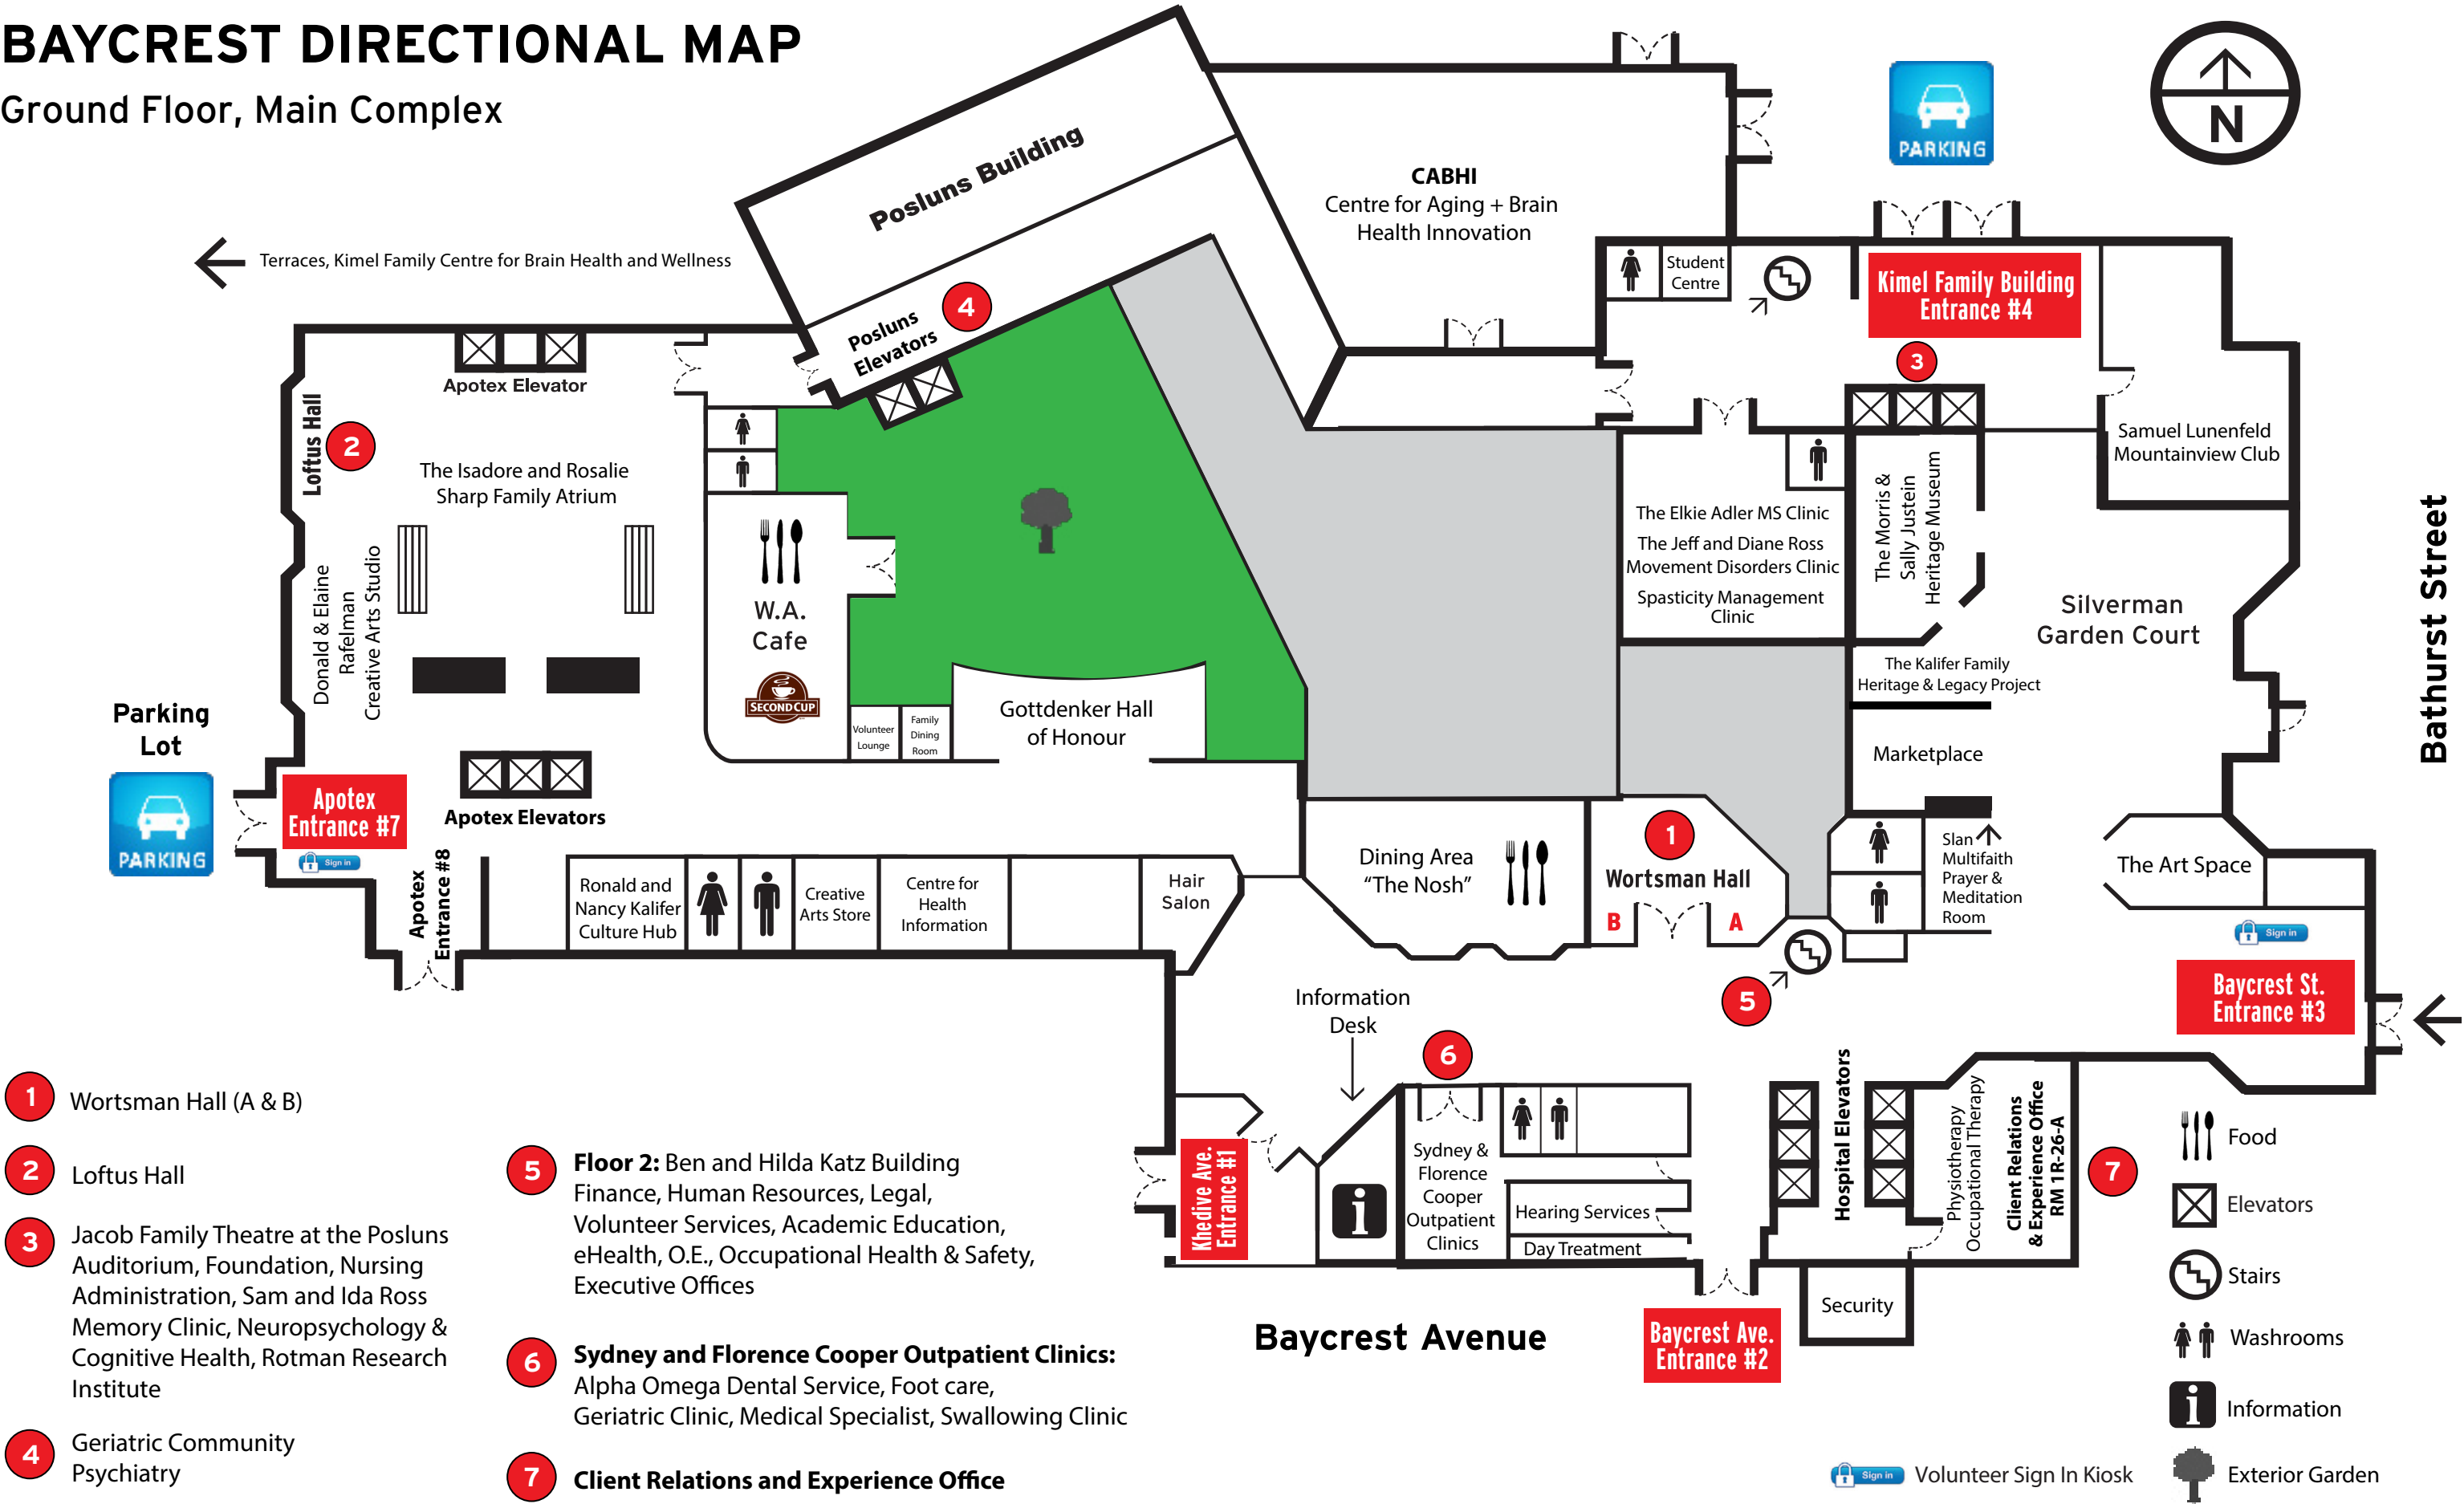 BAYCREST DIRECTIONAL MAP
Ground Floor, Main Complex
Terraces, Kimel Family Centre for Brain Health and Wellness
Posluns Building
Posluns
Elevators
4
CABHI
Centre for Aging + Brain
Health Innovation
PARKING
N
Student
Centre
Kimel Family Building
Entrance #4
3
Samuel Lunenfeld
Mountainview Club
Bathurst Street
Apotex Elevator
Loftus Hall
2
The Isadore and Rosalie
Sharp Family Atrium
Donald & Elaine
Rafelman
Creative Arts Studio
W.A.
Cafe
SECOND CUP
Volunteer
Lounge
Family
Dining
Room
Gottdenker Hall
of Honour
The Elkie Adler MS Clinic
The Jeff and Diane Ross
Movement Disorders Clinic
Spasticity Management
Clinic
The Morris &
Sally Justein
Heritage Museum
Silverman
Garden Court
The Kalifer Family
Heritage & Legacy Project
Marketplace
Parking
Lot
PARKING
Apotex
Entrance #7
Sign in
Apotex Elevators
Apotex
Entrance #8
Ronald and
Nancy Kalifer
Culture Hub
Creative
Arts Store
Centre for
Health
Information
Hair
Salon
Dining Area
"The Nosh"
1
Wortsman Hall
B
A
Slan
Multifaith
Prayer &
Meditation
Room
The Art Space
Sign in
Baycrest St.
Entrance #3
5
Information
Desk
6
Khedive Ave.
Entrance #1
i
Sydney &
Florence
Cooper
Outpatient
Clinics
Hearing Services
Day Treatment
Hospital Elevators
Physiotherapy
Occupational Therapy
Client Relations
& Experience Office
RM 1R-26-A
7
Security
Baycrest Avenue
Baycrest Ave.
Entrance #2
1
Wortsman Hall (A & B)
2
Loftus Hall
3
Jacob Family Theatre at the Posluns
Auditorium, Foundation, Nursing
Administration, Sam and Ida Ross
Memory Clinic, Neuropsychology &
Cognitive Health, Rotman Research
Institute
4
Geriatric Community
Psychiatry
5
Floor 2: Ben and Hilda Katz Building
Finance, Human Resources, Legal,
Volunteer Services, Academic Education,
eHealth, O.E., Occupational Health & Safety,
Executive Offices
6
Sydney and Florence Cooper Outpatient Clinics:
Alpha Omega Dental Service, Foot care,
Geriatric Clinic, Medical Specialist, Swallowing Clinic
7
Client Relations and Experience Office
Food
Elevators
Stairs
Washrooms
i
Information
Sign in
Volunteer Sign In Kiosk
Exterior Garden